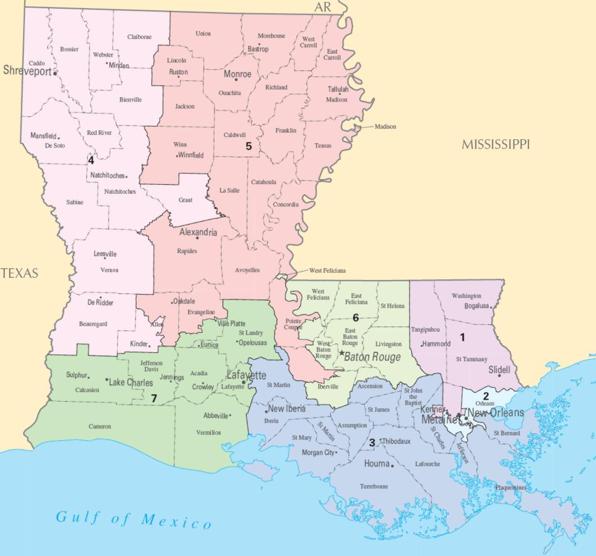 AR
Union
Morehouse
West
Carroll
East
Carroll
Claiborne
Bossier
Webster
Minden
Caddo
Shreveport
Lincoln
Ruston
Bastrop
Monroe
Ouachita
Richland
Tallulah
Madison
Bienville
Jackson
Madison
Mansfield
De Soto
Red River
Caldwell
Franklin
Tensas
MISSISSIPPI
Winn
Winnfield
5
4
Natchitoches
Natchitoches
Sabine
Grant
La Salle
Catahoula
Concordia
Alexandria
Rapides
Avoyelles
Leesville
Vernon
TEXAS
West Feliciana
West
Feliciana
East
Feliciana
St Helena
Washington
Bogalusa
De Ridder
Beauregard
Oakdale
Allen
Evangeline
Kinder
Ville Platte
St Landry
Opelousas
Eunice
Pointe
Coupee
6
East
Baton
Rouge
West
Baton
Rouge
Livingston
Baton Rouge
Tangipahoa
Hammond
1
St Tammany
Slidell
Sulphur
Calcasieu
Lake Charles
Jefferson
Davis
Jennings
Acadia
Crowley
Lafayette
Lafayette
7
St Martin
Iberville
Ascension
St John
the
Baptist
2
Orleans
Kenner
Metairie
New Orleans
Abbeville
Vermilion
Cameron
New Iberia
Iberia
St Martin
Assumption
St James
St Charles
Jefferson
St Bernard
St Mary
Morgan City
3
Thibodaux
Houma
Lafourche
Terrebonne
Plaquemines
Gulf of Mexico